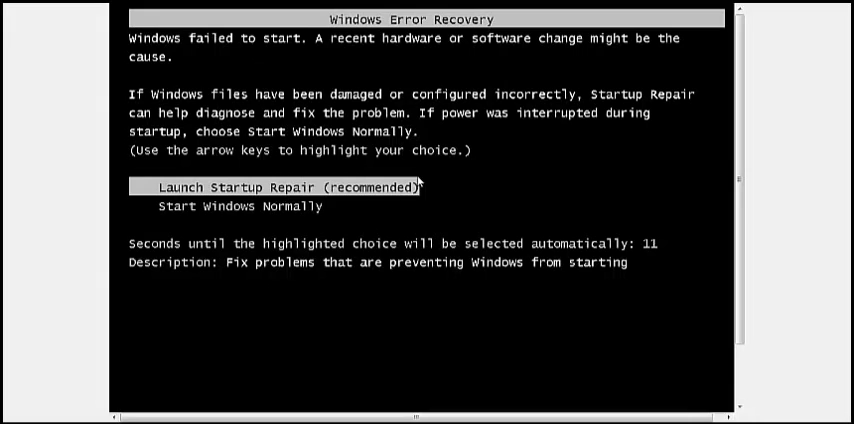 Windows Error Recovery
Windows failed to start. A recent hardware or software change might be the
cause.
If Windows files have been damaged or configured incorrectly, Startup Repair
can help diagnose and fix the problem. If power was interrupted during
startup, choose Start Windows Normally.
(Use the arrow keys to highlight your choice.)
Launch Startup Repair (recommended)
Start Windows Normally
Seconds until the highlighted choice will be selected automatically: 11
Description: Fix problems that are preventing Windows from starting